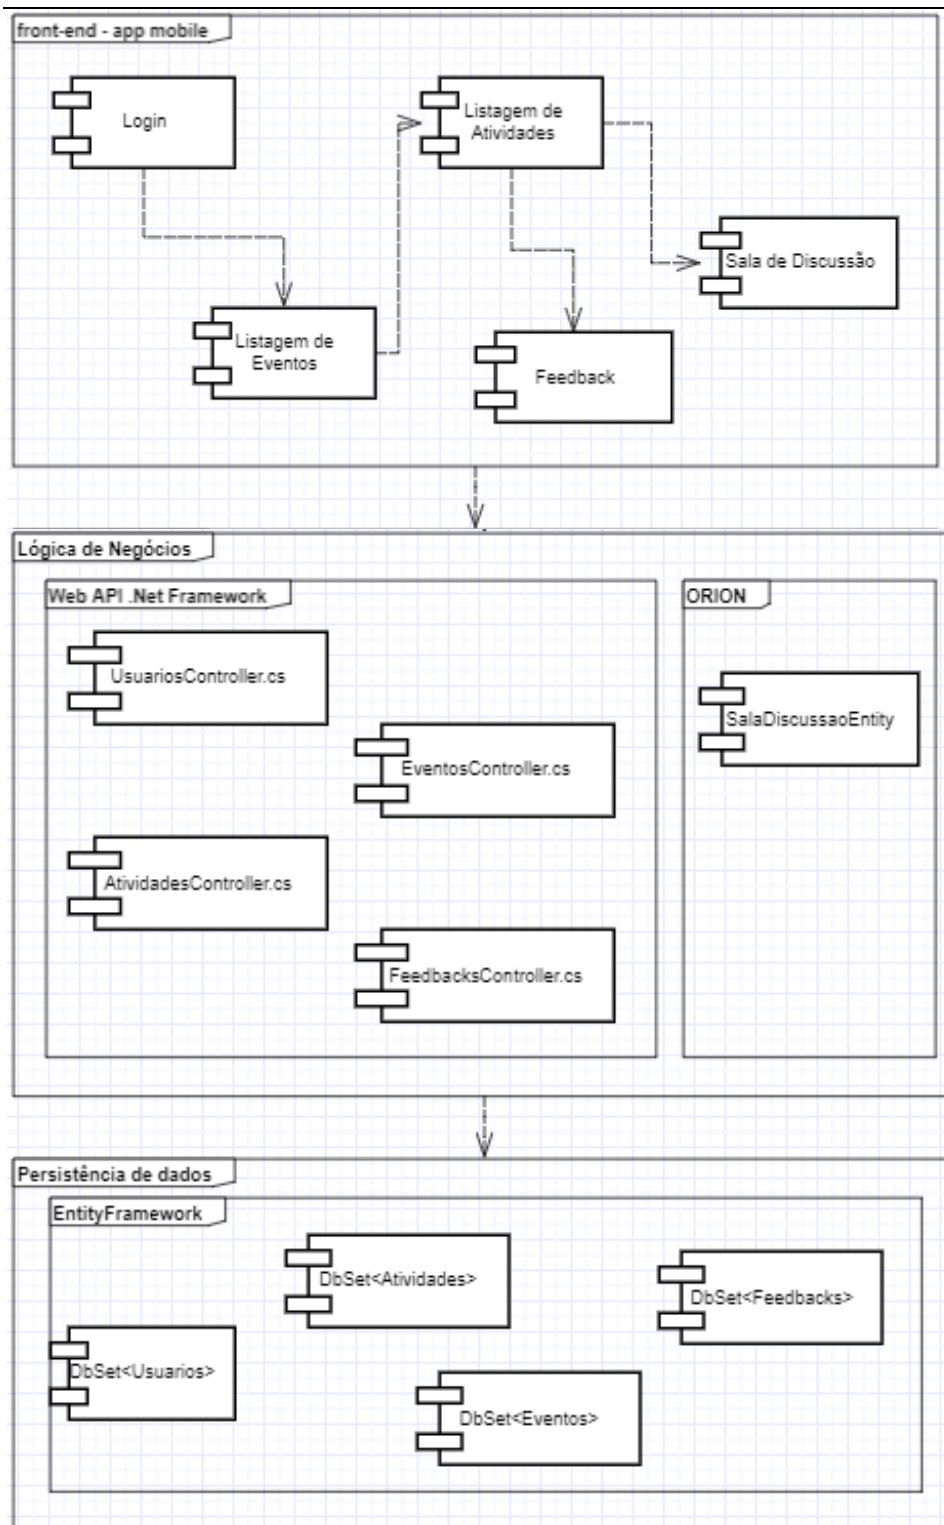 front-end - app mobile
Login
Listagem de
Atividades
Sala de Discussão
Listagem de
Eventos
Feedback
Lógica de Negócios
Web API .Net Framework
ORION
UsuariosController.cs
SalaDiscussaoEntity
EventosController.cs
AtividadesController.cs
FeedbacksController.cs
Persistência de dados
EntityFramework
DbSet<Atividades>
DbSet<Feedbacks>
DbSet<Usuarios>
DbSet<Eventos>